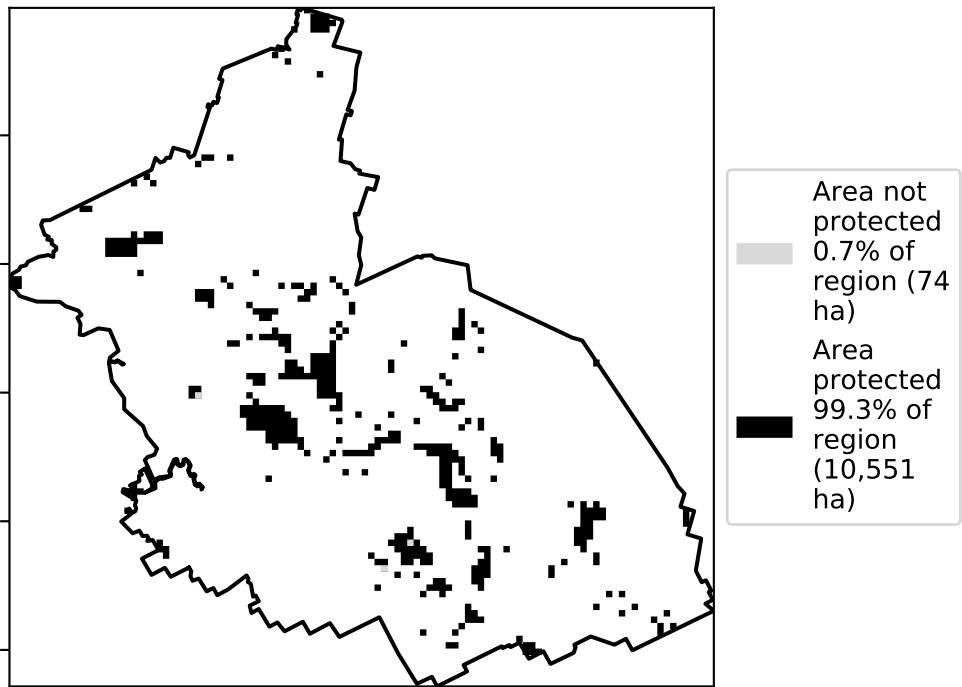 Area not
protected
0.7% of
region (74
ha)
Area
protected
99.3% of
region
(10,551
ha)